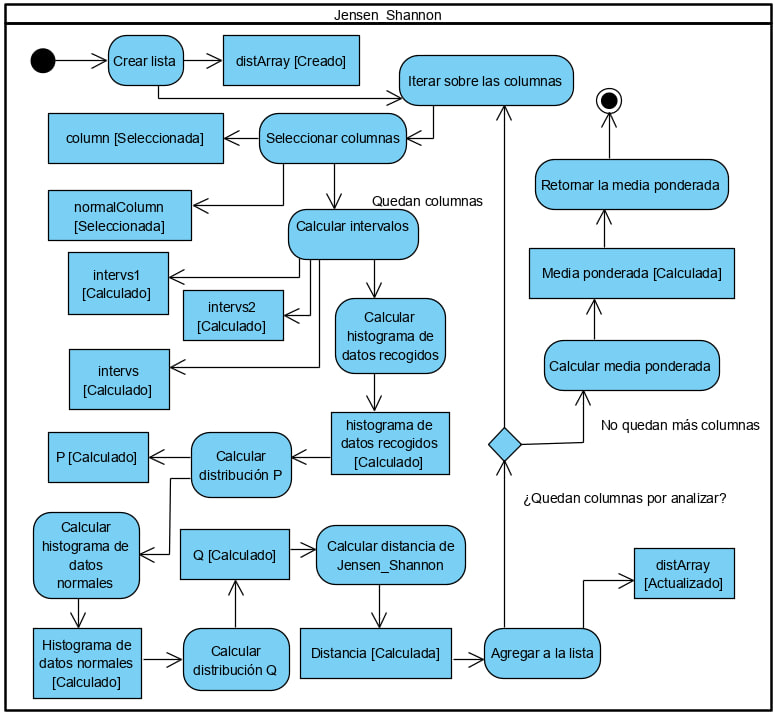 Jensen_Shannon
Crear lista
distArray [Creado]
Iterar sobre las columnas
column [Seleccionada]
Seleccionar columnas
Retornar la media ponderada
normalColumn
[Seleccionada]
Quedan columnas
Calcular intervalos
intervs1
[Calculado]
Media ponderada [Calculada]
intervs2
[Calculado]
Calcular
histograma de
datos recogidos
intervs
[Calculado]
Calcular media ponderada
histograma de
datos recogidos
[Calculado]
No quedan más columnas
P [Calculado]
Calcular
distribución P
¿Quedan columnas por analizar?
Calcular
histograma de
datos
normales
Q [Calculado]
Calcular distancia de
Jensen_Shannon
distArray
[Actualizado]
Histograma de
datos normales
[Calculado]
Calcular
distribución Q
Distancia [Calculada]
Agregar a la lista